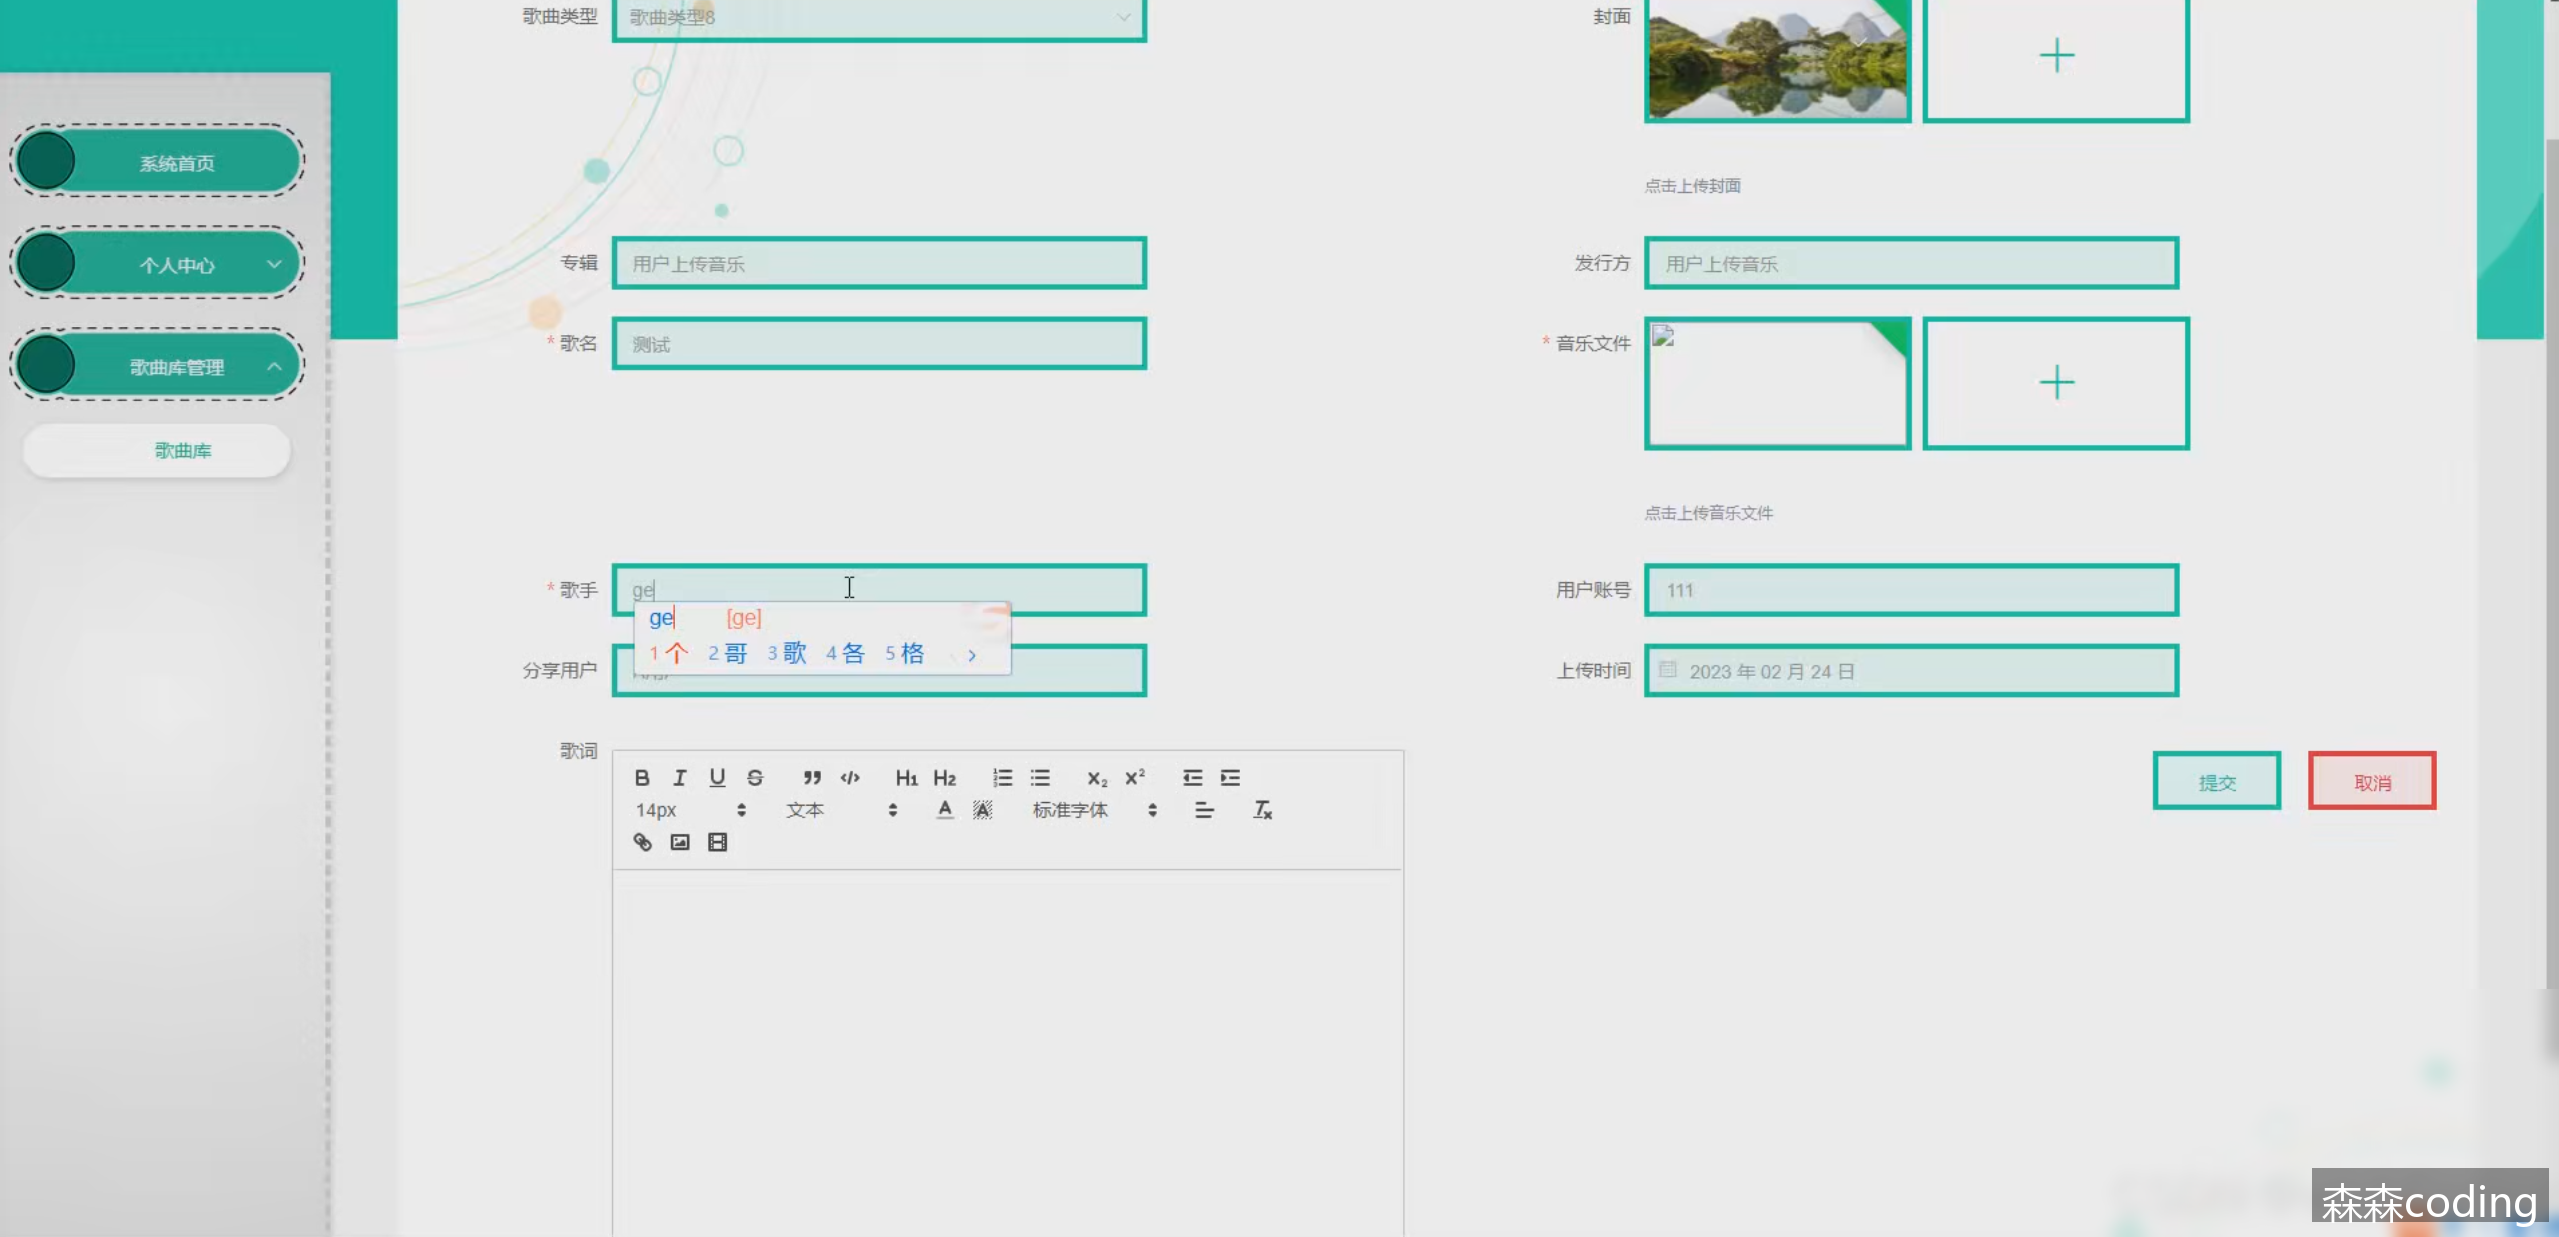 歌曲类型
歌曲类型8
封面
系统首页
点击上传封面
个人中心
专辑
用户上传音乐
发行方
用户上传音乐
* 歌名
测试
* 音乐文件
歌曲库管理
歌曲库
点击上传音乐文件
* 歌手
ge
用户账号
111
ge [ge]
1 个 2 哥 3 歌 4 各 5 格
分享用户
上传时间
2023 年 02 月 24 日
歌词
B I U S H1 H2 X2 X2
14px 文本 A A 标准字体 Tx
提交
取消
森森coding